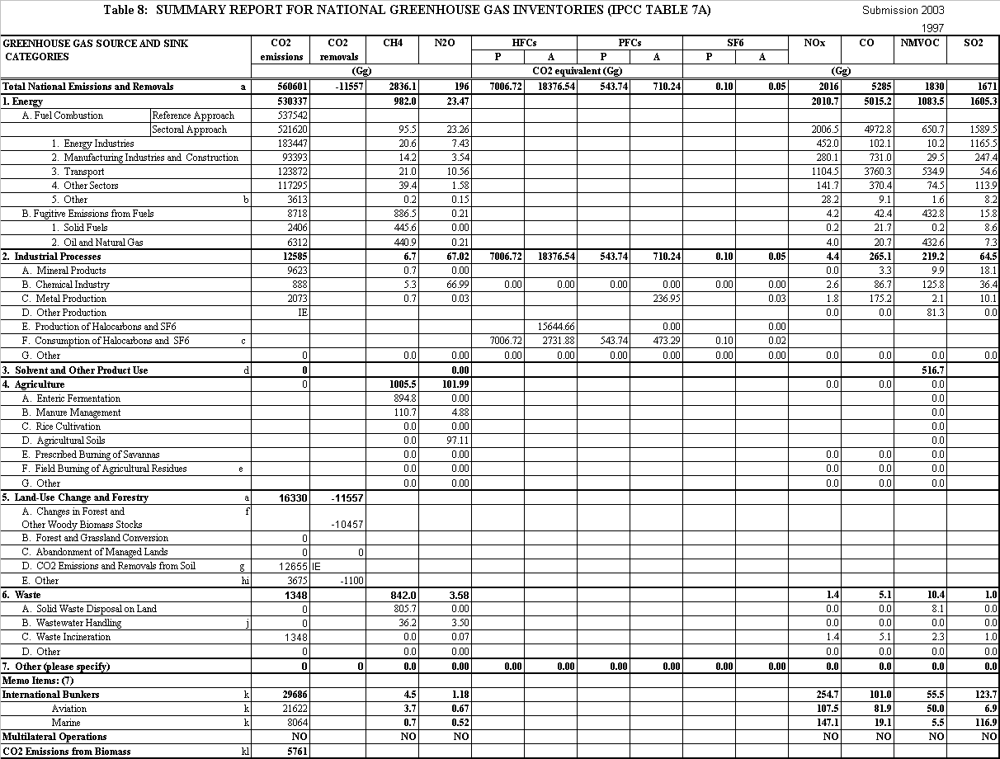 Table 8: SUMMARY REPORT FOR NATIONAL GREENHOUSE GAS INVENTORIES (IPCC TABLE 7A) Submission 2003
1997
GREENHOUSE GAS SOURCE AND SINK CO2 CO2 CH4 N2O HFCs PFCs SF6 NOx CO NMVOC SO2
CATEGORIES emissions removals P A P A P A
(Gg) CO2 equivalent (Gg) (Gg)
Total National Emissions and Removals a 560601 -11557 2836.1 196 7006.72 18376.54 543.74 710.24 0.10 0.05 2016 5285 1830 1671
1. Energy 530337 982.0 23.47 2010.7 5015.2 1083.5 1605.3
A. Fuel Combustion Reference Approach 537542
Sectoral Approach 521620 95.5 23.26 2006.5 4972.8 650.7 1589.5
1. Energy Industries 183447 20.6 7.43 452.0 102.1 10.2 1165.5
2. Manufacturing Industries and Construction 93393 14.2 3.54 280.1 731.0 29.5 247.4
3. Transport 123872 21.0 10.56 1104.5 3760.3 534.9 54.6
4. Other Sectors 117295 39.4 1.58 141.7 370.4 74.5 113.9
5. Other b 3613 0.2 0.15 28.2 9.1 1.6 8.2
B. Fugitive Emissions from Fuels 8718 886.5 0.21 4.2 42.4 432.8 15.8
1. Solid Fuels 2406 445.6 0.00 0.2 21.7 0.2 8.6
2. Oil and Natural Gas 6312 440.9 0.21 4.0 20.7 432.6 7.3
2. Industrial Processes 12585 6.7 67.02 7006.72 18376.54 543.74 710.24 0.10 0.05 4.4 265.1 219.2 64.5
A. Mineral Products 9623 0.7 0.00 0.0 3.3 9.9 18.1
B. Chemical Industry 888 5.3 66.99 0.00 0.00 0.00 0.00 0.00 0.00 2.6 86.7 125.8 36.4
C. Metal Production 2073 0.7 0.03 236.95 0.03 1.8 175.2 2.1 10.1
D. Other Production IE 0.0 0.0 81.3 0.0
E. Production of Halocarbons and SF6 15644.66 0.00 0.00
F. Consumption of Halocarbons and SF6 c 7006.72 2731.88 543.74 473.29 0.10 0.02
G. Other 0 0.0 0.00 0.00 0.00 0.00 0.00 0.00 0.00 0.0 0.0 0.0 0.0
3. Solvent and Other Product Use d 0 0.00 516.7
4. Agriculture 0 1005.5 101.99 0.0 0.0 0.0
A. Enteric Fermentation 894.8 0.00 0.0
B. Manure Management 110.7 4.88 0.0
C. Rice Cultivation 0.0 0.00 0.0
D. Agricultural Soils 0.0 97.11 0.0
E. Prescribed Burning of Savannas 0.0 0.00 0.0 0.0 0.0
F. Field Burning of Agricultural Residues e 0.0 0.00 0.0 0.0 0.0
G. Other 0.0 0.00 0.0 0.0 0.0
5. Land-Use Change and Forestry a 16330 -11557
A. Changes in Forest and f
Other Woody Biomass Stocks -10457
B. Forest and Grassland Conversion 0
C. Abandonment of Managed Lands 0 0
D. CO2 Emissions and Removals from Soil g 12655 IE
E. Other hi 3675 -1100
6. Waste 1348 842.0 3.58 1.4 5.1 10.4 1.0
A. Solid Waste Disposal on Land 0 805.7 0.00 0.0 0.0 8.1 0.0
B. Wastewater Handling j 0 36.2 3.50 0.0 0.0 0.0 0.0
C. Waste Incineration 1348 0.0 0.07 1.4 5.1 2.3 1.0
D. Other 0 0.0 0.00 0.0 0.0 0.0 0.0
7. Other (please specify) 0 0 0.0 0.00 0.00 0.00 0.00 0.00 0.00 0.00 0.0 0.0 0.0 0.0
Memo Items: (7)
International Bunkers k 29686 4.5 1.18 254.7 101.0 55.5 123.7
Aviation k 21622 3.7 0.67 107.5 81.9 50.0 6.9
Marine k 8064 0.7 0.52 147.1 19.1 5.5 116.9
Multilateral Operations NO NO NO NO NO NO NO
CO2 Emissions from Biomass kl 5761